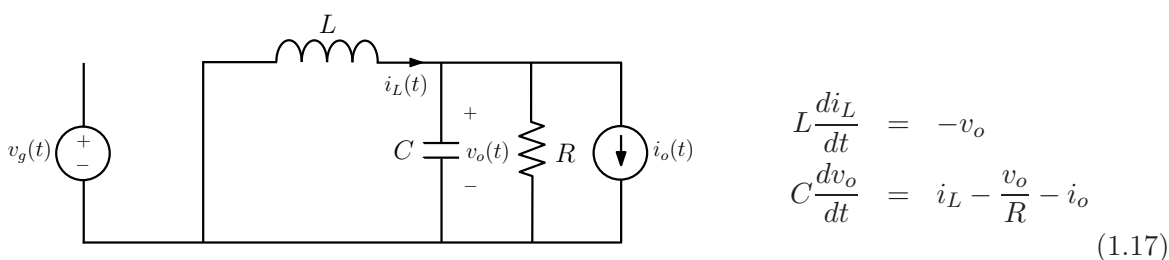 L
i_L(t)
v_g(t)
+
−
C
+
v_o(t)
−
R
i_o(t)
L di_L/dt = −v_o
C dv_o/dt = i_L − v_o/R − i_o
(1.17)